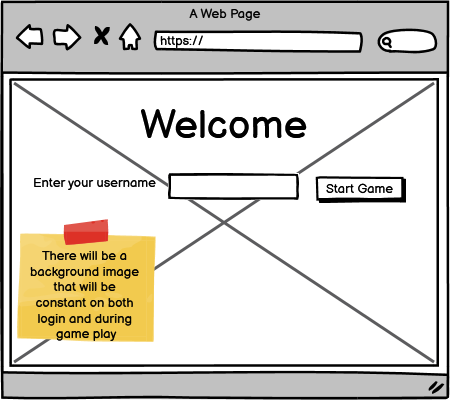 A Web Page
https://
Welcome
Enter your username
Start Game
There will be a
background image
that will be
constant on both
login and during
game play